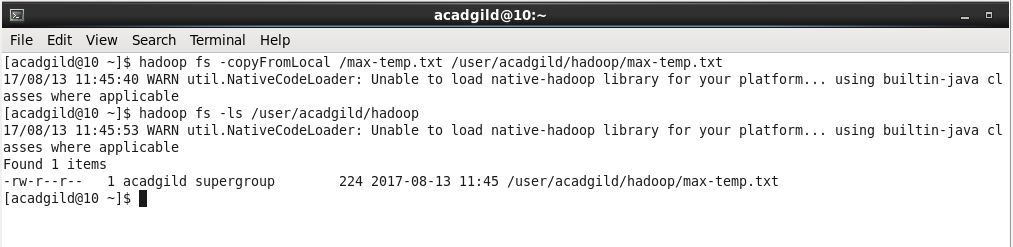 acadgild@10:~
File Edit View Search Terminal Help
[acadgild@10 ~]$ hadoop fs -copyFromLocal /max-temp.txt /user/acadgild/hadoop/max-temp.txt
17/08/13 11:45:40 WARN util.NativeCodeLoader: Unable to load native-hadoop library for your platform... using builtin-java cl
asses where applicable
[acadgild@10 ~]$ hadoop fs -ls /user/acadgild/hadoop
17/08/13 11:45:53 WARN util.NativeCodeLoader: Unable to load native-hadoop library for your platform... using builtin-java cl
asses where applicable
Found 1 items
-rw-r--r--   1 acadgild supergroup        224 2017-08-13 11:45 /user/acadgild/hadoop/max-temp.txt
[acadgild@10 ~]$